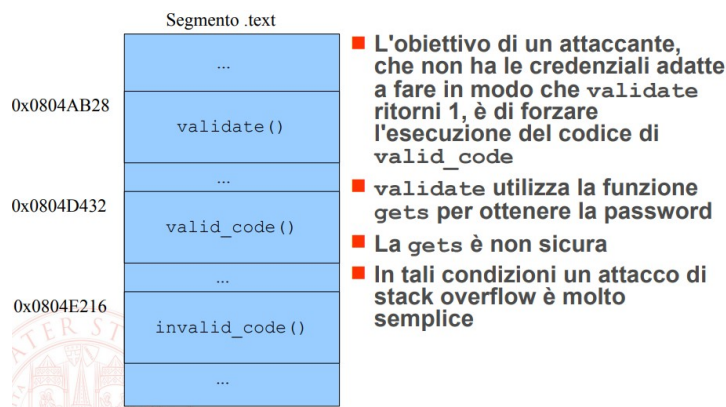 Segmento .text
...
0x0804AB28
validate()
...
0x0804D432
valid_code()
...
0x0804E216
invalid_code()
...
L'obiettivo di un attaccante,
che non ha le credenziali adatte
a fare in modo che validate
ritorni 1, è di forzare
l'esecuzione del codice di
valid_code
validate utilizza la funzione
gets per ottenere la password
La gets è non sicura
In tali condizioni un attacco di
stack overflow è molto
semplice